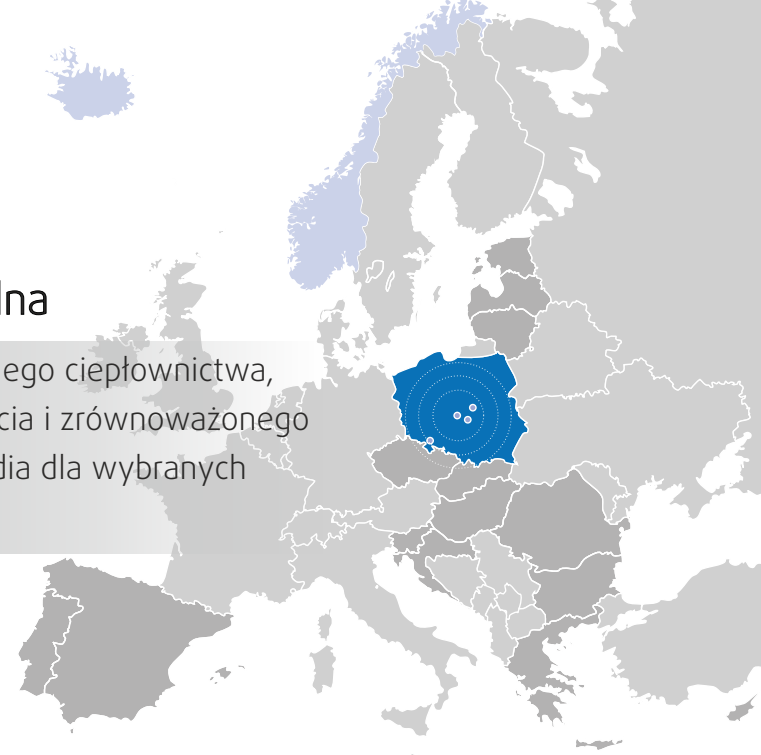 lna
ego ciepłownictwa,
cia i zrównoważonego
dia dla wybranych